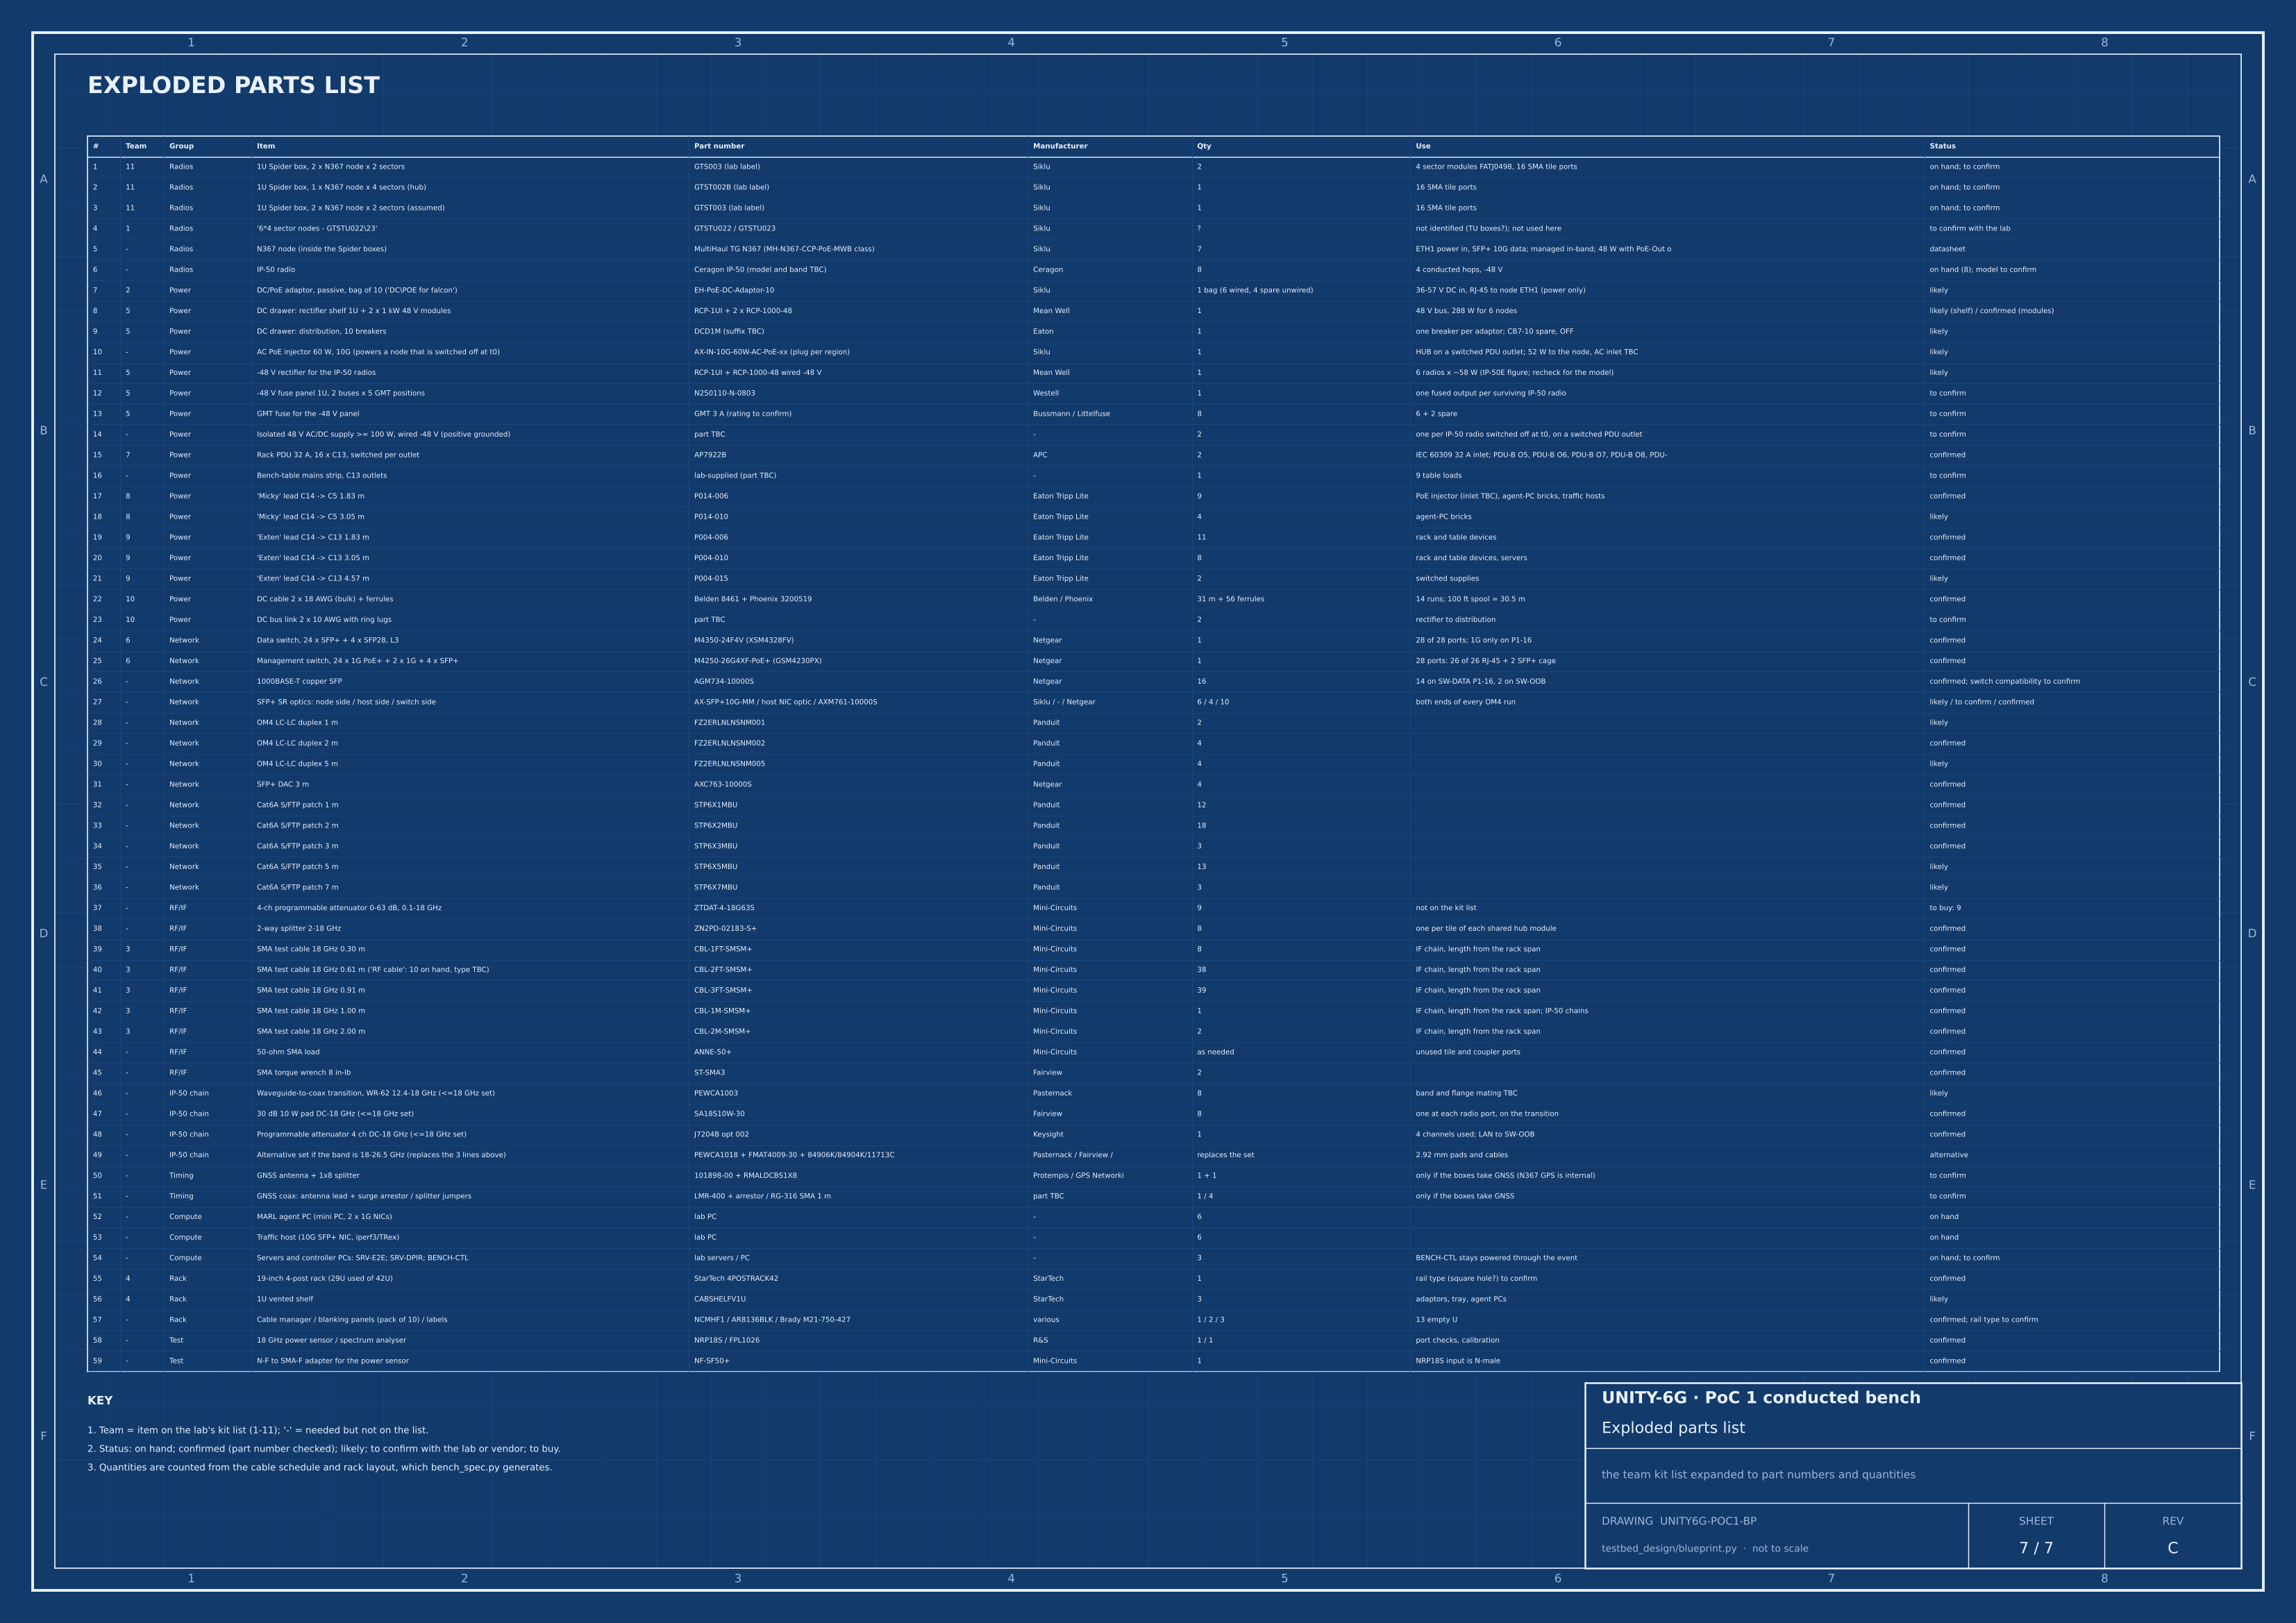 1 2 3 4 5 6 7 8
EXPLODED PARTS LIST
# Team Group Item Part number Manufacturer Qty Use Status
1 11 Radios 1U Spider box, 2 x N367 node x 2 sectors GTS003 (lab label) Siklu 2 4 sector modules FATJ0498, 16 SMA tile ports on hand; to confirm
2 11 Radios 1U Spider box, 1 x N367 node x 4 sectors (hub) GTST002B (lab label) Siklu 1 16 SMA tile ports on hand; to confirm
3 11 Radios 1U Spider box, 2 x N367 node x 2 sectors (assumed) GTST003 (lab label) Siklu 1 16 SMA tile ports on hand; to confirm
4 1 Radios '6*4 sector nodes - GTSTU022\23' GTSTU022 / GTSTU023 Siklu ? not identified (TU boxes?); not used here to confirm with the lab
5 - Radios N367 node (inside the Spider boxes) MultiHaul TG N367 (MH-N367-CCP-PoE-MWB class) Siklu 7 ETH1 power in, SFP+ 10G data; managed in-band; 48 W with PoE-Out o datasheet
6 - Radios IP-50 radio Ceragon IP-50 (model and band TBC) Ceragon 8 4 conducted hops, -48 V on hand (8); model to confirm
7 2 Power DC/PoE adaptor, passive, bag of 10 ('DC\POE for falcon') EH-PoE-DC-Adaptor-10 Siklu 1 bag (6 wired, 4 spare unwired) 36-57 V DC in, RJ-45 to node ETH1 (power only) likely
8 5 Power DC drawer: rectifier shelf 1U + 2 x 1 kW 48 V modules RCP-1UI + 2 x RCP-1000-48 Mean Well 1 48 V bus, 288 W for 6 nodes likely (shelf) / confirmed (modules)
9 5 Power DC drawer: distribution, 10 breakers DCD1M (suffix TBC) Eaton 1 one breaker per adaptor; CB7-10 spare, OFF likely
10 - Power AC PoE injector 60 W, 10G (powers a node that is switched off at t0) AX-IN-10G-60W-AC-PoE-xx (plug per region) Siklu 1 HUB on a switched PDU outlet; 52 W to the node, AC inlet TBC likely
11 5 Power -48 V rectifier for the IP-50 radios RCP-1UI + RCP-1000-48 wired -48 V Mean Well 1 6 radios x ~58 W (IP-50E figure; recheck for the model) likely
12 5 Power -48 V fuse panel 1U, 2 buses x 5 GMT positions N250110-N-0803 Westell 1 one fused output per surviving IP-50 radio to confirm
13 5 Power GMT fuse for the -48 V panel GMT 3 A (rating to confirm) Bussmann / Littelfuse 8 6 + 2 spare to confirm
14 - Power Isolated 48 V AC/DC supply >= 100 W, wired -48 V (positive grounded) part TBC - 2 one per IP-50 radio switched off at t0, on a switched PDU outlet to confirm
15 7 Power Rack PDU 32 A, 16 x C13, switched per outlet AP7922B APC 2 IEC 60309 32 A inlet; PDU-B O5, PDU-B O6, PDU-B O7, PDU-B O8, PDU- confirmed
16 - Power Bench-table mains strip, C13 outlets lab-supplied (part TBC) - 1 9 table loads to confirm
17 8 Power 'Micky' lead C14 -> C5 1.83 m P014-006 Eaton Tripp Lite 9 PoE injector (inlet TBC), agent-PC bricks, traffic hosts confirmed
18 8 Power 'Micky' lead C14 -> C5 3.05 m P014-010 Eaton Tripp Lite 4 agent-PC bricks likely
19 9 Power 'Exten' lead C14 -> C13 1.83 m P004-006 Eaton Tripp Lite 11 rack and table devices confirmed
20 9 Power 'Exten' lead C14 -> C13 3.05 m P004-010 Eaton Tripp Lite 8 rack and table devices, servers confirmed
21 9 Power 'Exten' lead C14 -> C13 4.57 m P004-015 Eaton Tripp Lite 2 switched supplies likely
22 10 Power DC cable 2 x 18 AWG (bulk) + ferrules Belden 8461 + Phoenix 3200519 Belden / Phoenix 31 m + 56 ferrules 14 runs; 100 ft spool = 30.5 m confirmed
23 10 Power DC bus link 2 x 10 AWG with ring lugs part TBC - 2 rectifier to distribution to confirm
24 6 Network Data switch, 24 x SFP+ + 4 x SFP28, L3 M4350-24F4V (XSM4328FV) Netgear 1 28 of 28 ports; 1G only on P1-16 confirmed
25 6 Network Management switch, 24 x 1G PoE+ + 2 x 1G + 4 x SFP+ M4250-26G4XF-PoE+ (GSM4230PX) Netgear 1 28 ports: 26 of 26 RJ-45 + 2 SFP+ cage confirmed
26 - Network 1000BASE-T copper SFP AGM734-10000S Netgear 16 14 on SW-DATA P1-16, 2 on SW-OOB confirmed; switch compatibility to confirm
27 - Network SFP+ SR optics: node side / host side / switch side AX-SFP+10G-MM / host NIC optic / AXM761-10000S Siklu / - / Netgear 6 / 4 / 10 both ends of every OM4 run likely / to confirm / confirmed
28 - Network OM4 LC-LC duplex 1 m FZ2ERLNLNSNM001 Panduit 2 likely
29 - Network OM4 LC-LC duplex 2 m FZ2ERLNLNSNM002 Panduit 4 confirmed
30 - Network OM4 LC-LC duplex 5 m FZ2ERLNLNSNM005 Panduit 4 likely
31 - Network SFP+ DAC 3 m AXC763-10000S Netgear 4 confirmed
32 - Network Cat6A S/FTP patch 1 m STP6X1MBU Panduit 12 confirmed
33 - Network Cat6A S/FTP patch 2 m STP6X2MBU Panduit 18 confirmed
34 - Network Cat6A S/FTP patch 3 m STP6X3MBU Panduit 3 confirmed
35 - Network Cat6A S/FTP patch 5 m STP6X5MBU Panduit 13 likely
36 - Network Cat6A S/FTP patch 7 m STP6X7MBU Panduit 3 likely
37 - RF/IF 4-ch programmable attenuator 0-63 dB, 0.1-18 GHz ZTDAT-4-18G63S Mini-Circuits 9 not on the kit list to buy: 9
38 - RF/IF 2-way splitter 2-18 GHz ZN2PD-02183-S+ Mini-Circuits 8 one per tile of each shared hub module confirmed
39 3 RF/IF SMA test cable 18 GHz 0.30 m CBL-1FT-SMSM+ Mini-Circuits 8 IF chain, length from the rack span confirmed
40 3 RF/IF SMA test cable 18 GHz 0.61 m ('RF cable': 10 on hand, type TBC) CBL-2FT-SMSM+ Mini-Circuits 38 IF chain, length from the rack span confirmed
41 3 RF/IF SMA test cable 18 GHz 0.91 m CBL-3FT-SMSM+ Mini-Circuits 39 IF chain, length from the rack span confirmed
42 3 RF/IF SMA test cable 18 GHz 1.00 m CBL-1M-SMSM+ Mini-Circuits 1 IF chain, length from the rack span; IP-50 chains confirmed
43 3 RF/IF SMA test cable 18 GHz 2.00 m CBL-2M-SMSM+ Mini-Circuits 2 IF chain, length from the rack span confirmed
44 - RF/IF 50-ohm SMA load ANNE-50+ Mini-Circuits as needed unused tile and coupler ports confirmed
45 - RF/IF SMA torque wrench 8 in-lb ST-SMA3 Fairview 2 confirmed
46 - IP-50 chain Waveguide-to-coax transition, WR-62 12.4-18 GHz (<=18 GHz set) PEWCA1003 Pasternack 8 band and flange mating TBC likely
47 - IP-50 chain 30 dB 10 W pad DC-18 GHz (<=18 GHz set) SA18S10W-30 Fairview 8 one at each radio port, on the transition confirmed
48 - IP-50 chain Programmable attenuator 4 ch DC-18 GHz (<=18 GHz set) J7204B opt 002 Keysight 1 4 channels used; LAN to SW-OOB confirmed
49 - IP-50 chain Alternative set if the band is 18-26.5 GHz (replaces the 3 lines above) PEWCA1018 + FMAT4009-30 + 84906K/84904K/11713C Pasternack / Fairview / replaces the set 2.92 mm pads and cables alternative
50 - Timing GNSS antenna + 1x8 splitter 101898-00 + RMALDCBS1X8 Protempis / GPS Networki 1 + 1 only if the boxes take GNSS (N367 GPS is internal) to confirm
51 - Timing GNSS coax: antenna lead + surge arrestor / splitter jumpers LMR-400 + arrestor / RG-316 SMA 1 m part TBC 1 / 4 only if the boxes take GNSS to confirm
52 - Compute MARL agent PC (mini PC, 2 x 1G NICs) lab PC - 6 on hand
53 - Compute Traffic host (10G SFP+ NIC, iperf3/TRex) lab PC - 6 on hand
54 - Compute Servers and controller PCs: SRV-E2E; SRV-DPIR; BENCH-CTL lab servers / PC - 3 BENCH-CTL stays powered through the event on hand; to confirm
55 4 Rack 19-inch 4-post rack (29U used of 42U) StarTech 4POSTRACK42 StarTech 1 rail type (square hole?) to confirm confirmed
56 4 Rack 1U vented shelf CABSHELFV1U StarTech 3 adaptors, tray, agent PCs likely
57 - Rack Cable manager / blanking panels (pack of 10) / labels NCMHF1 / AR8136BLK / Brady M21-750-427 various 1 / 2 / 3 13 empty U confirmed; rail type to confirm
58 - Test 18 GHz power sensor / spectrum analyser NRP18S / FPL1026 R&S 1 / 1 port checks, calibration confirmed
59 - Test N-F to SMA-F adapter for the power sensor NF-SF50+ Mini-Circuits 1 NRP18S input is N-male confirmed
A A
B B
C C
D D
E E
F F
KEY
1. Team = item on the lab's kit list (1-11); '-' = needed but not on the list.
2. Status: on hand; confirmed (part number checked); likely; to confirm with the lab or vendor; to buy.
3. Quantities are counted from the cable schedule and rack layout, which bench_spec.py generates.
UNITY-6G · PoC 1 conducted bench
Exploded parts list
the team kit list expanded to part numbers and quantities
DRAWING UNITY6G-POC1-BP
testbed_design/blueprint.py · not to scale
SHEET
7 / 7
REV
C
1 2 3 4 5 6 7 8